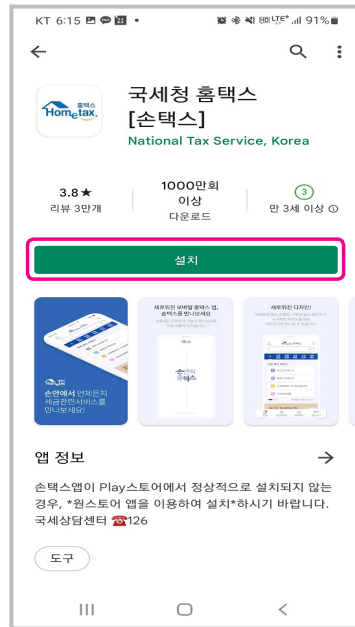 KT 6:15
91%
홈택스
Hometax.
국세청 홈택스
[손택스]
National Tax Service, Korea
3.8★
리뷰 3만개
1000만회
이상
다운로드
3
만 3세 이상
설치
손안에서 언제든지
세금관련서비스를
만나보세요!
새로워진 모바일 홈택스 앱,
손택스를 만나보세요
손안의
홈택스
새로워진 디자인!
앱 정보
손택스앱이 Play스토어에서 정상적으로 설치되지 않는
경우, *원스토어 앱을 이용하여 설치*하시기 바랍니다.
국세상담센터 ☎126
도구